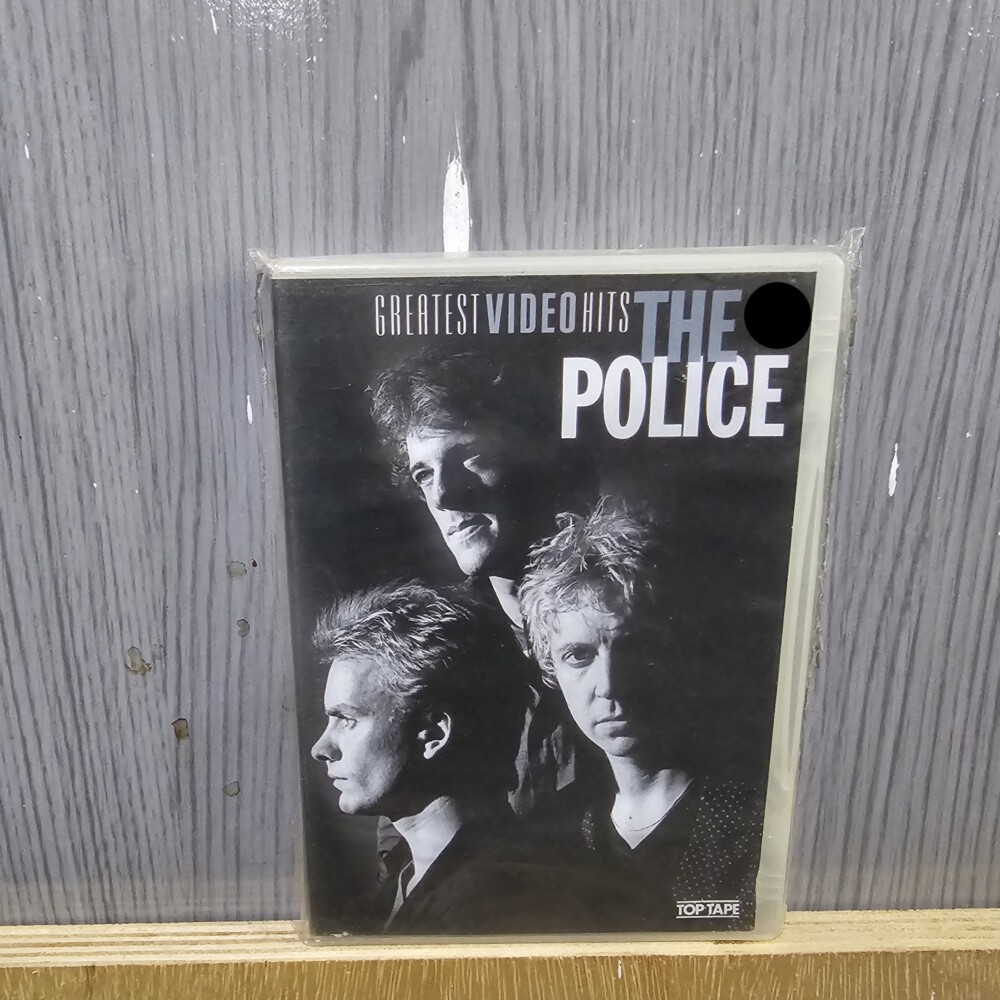 GREATEST VIDEO HITS THE
POLICE
TOP TAPE